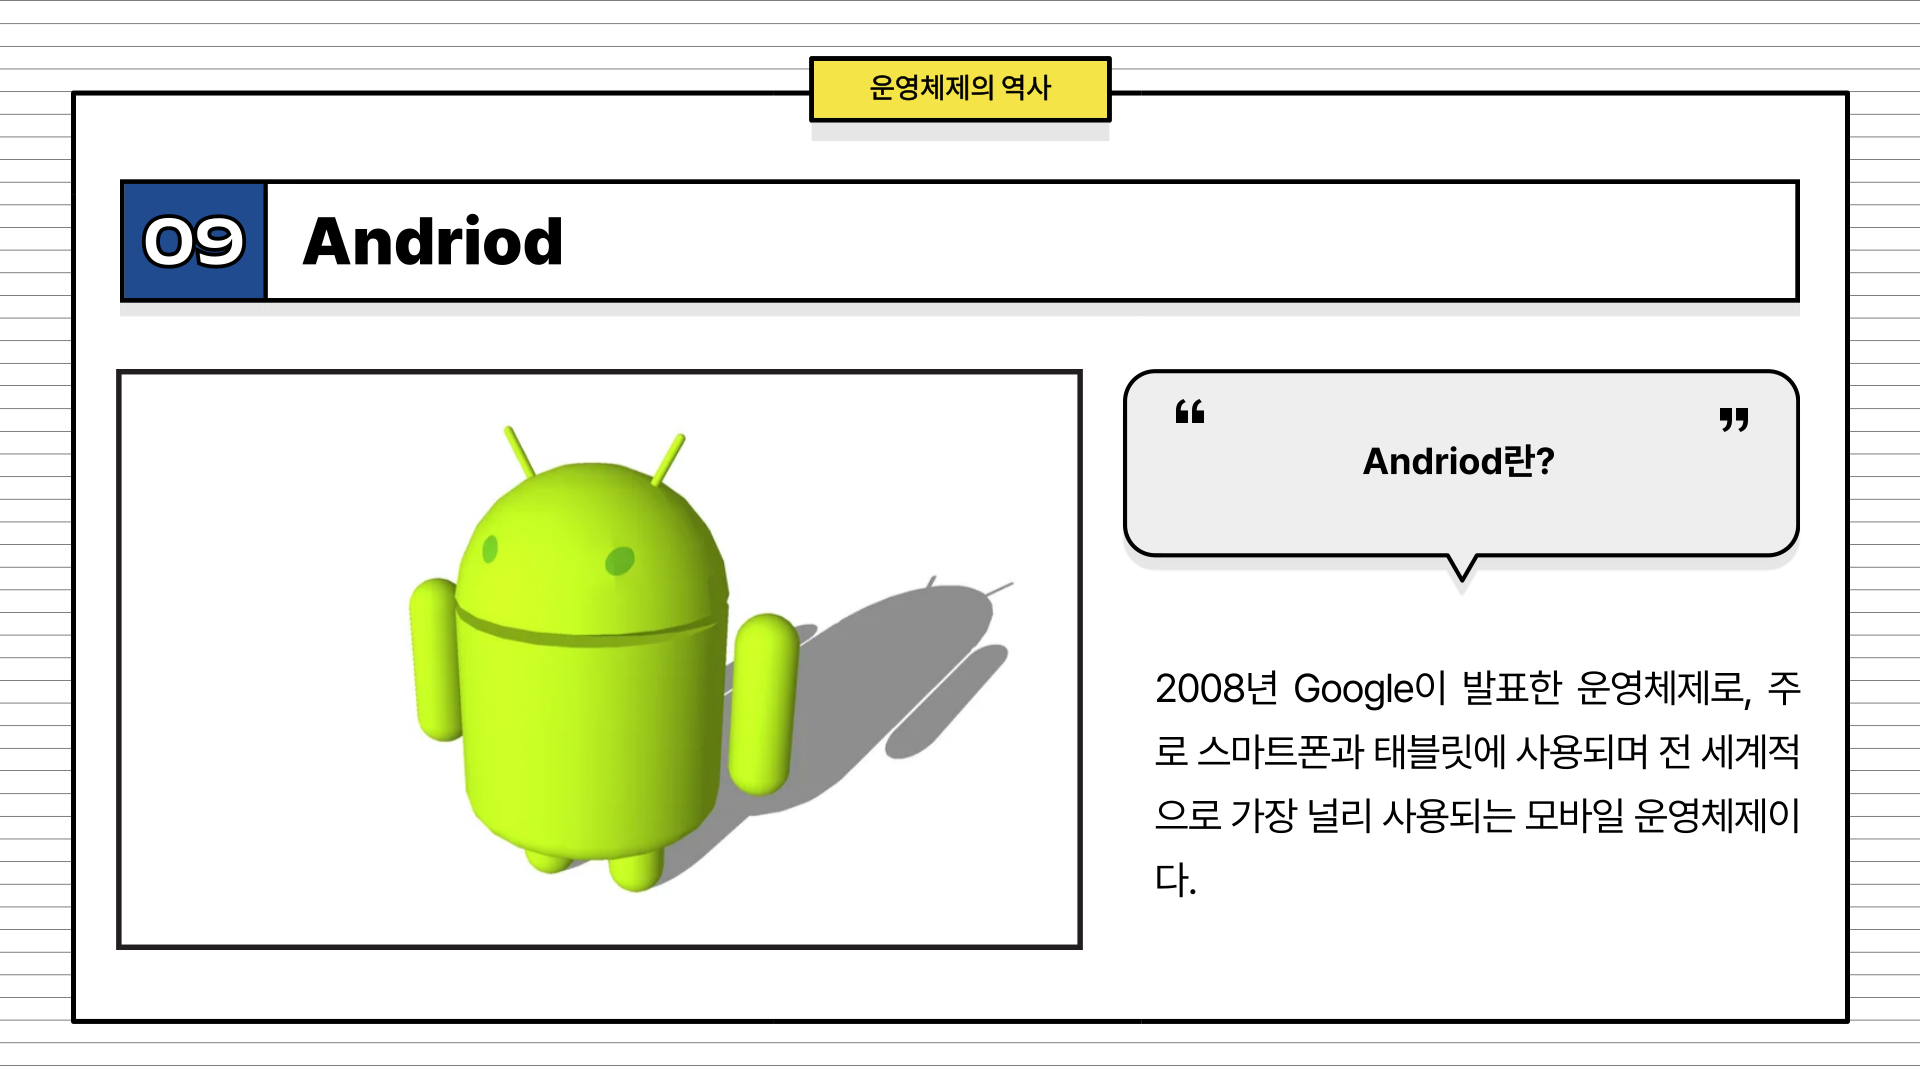 운영체제의 역사
09
Andriod
“
”
Andriod란?
2008년 Google이 발표한 운영체제로, 주
로 스마트폰과 태블릿에 사용되며 전 세계적
으로 가장 널리 사용되는 모바일 운영체제이
다.